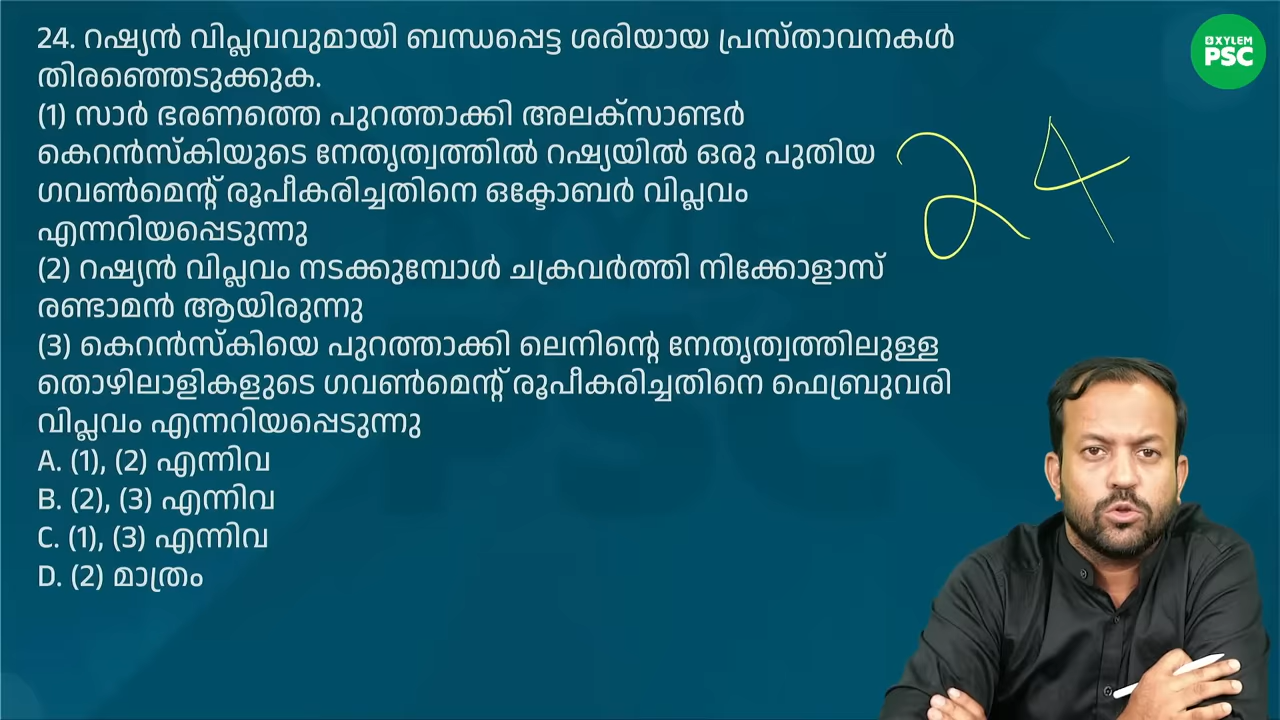 24. റഷ്യൻ വിപ്ലവവുമായി ബന്ധപ്പെട്ട ശരിയായ പ്രസ്താവനകൾ
തിരഞ്ഞെടുക്കുക.
(1) സാർ ഭരണത്തെ പുറത്താക്കി അലക്സാണ്ടർ
കെറൻസ്കിയുടെ നേതൃത്വത്തിൽ റഷ്യയിൽ ഒരു പുതിയ
ഗവൺമെന്റ് രൂപീകരിച്ചതിനെ ഒക്ടോബർ വിപ്ലവം
എന്നറിയപ്പെടുന്നു
(2) റഷ്യൻ വിപ്ലവം നടക്കുമ്പോൾ ചക്രവർത്തി നിക്കോളാസ്
രണ്ടാമൻ ആയിരുന്നു
(3) കെറൻസ്കിയെ പുറത്താക്കി ലെനിന്റെ നേതൃത്വത്തിലുള്ള
തൊഴിലാളികളുടെ ഗവൺമെന്റ് രൂപീകരിച്ചതിനെ ഫെബ്രുവരി
വിപ്ലവം എന്നറിയപ്പെടുന്നു
A. (1), (2) എന്നിവ
B. (2), (3) എന്നിവ
C. (1), (3) എന്നിവ
D. (2) മാത്രം
24
XYLEM
PSC